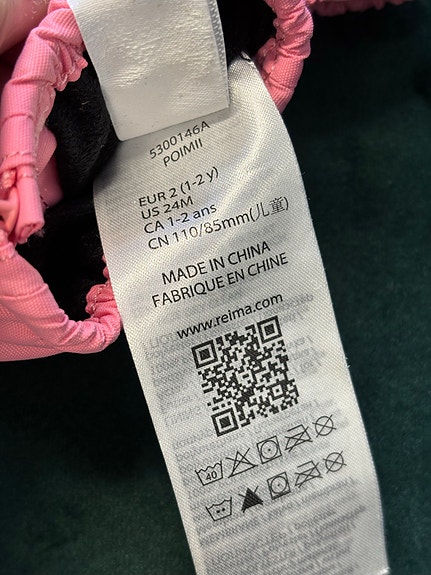 5300146A
POIMII
EUR 2 (1-2 y)
US 24M
CA 1-2 ans
CN 110/85mm(儿童)
MADE IN CHINA
FABRIQUE EN CHINE
www.reima.com
40